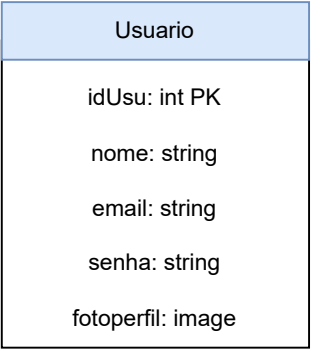 Usuario
idUsu: int PK
nome: string
email: string
senha: string
fotoperfil: image